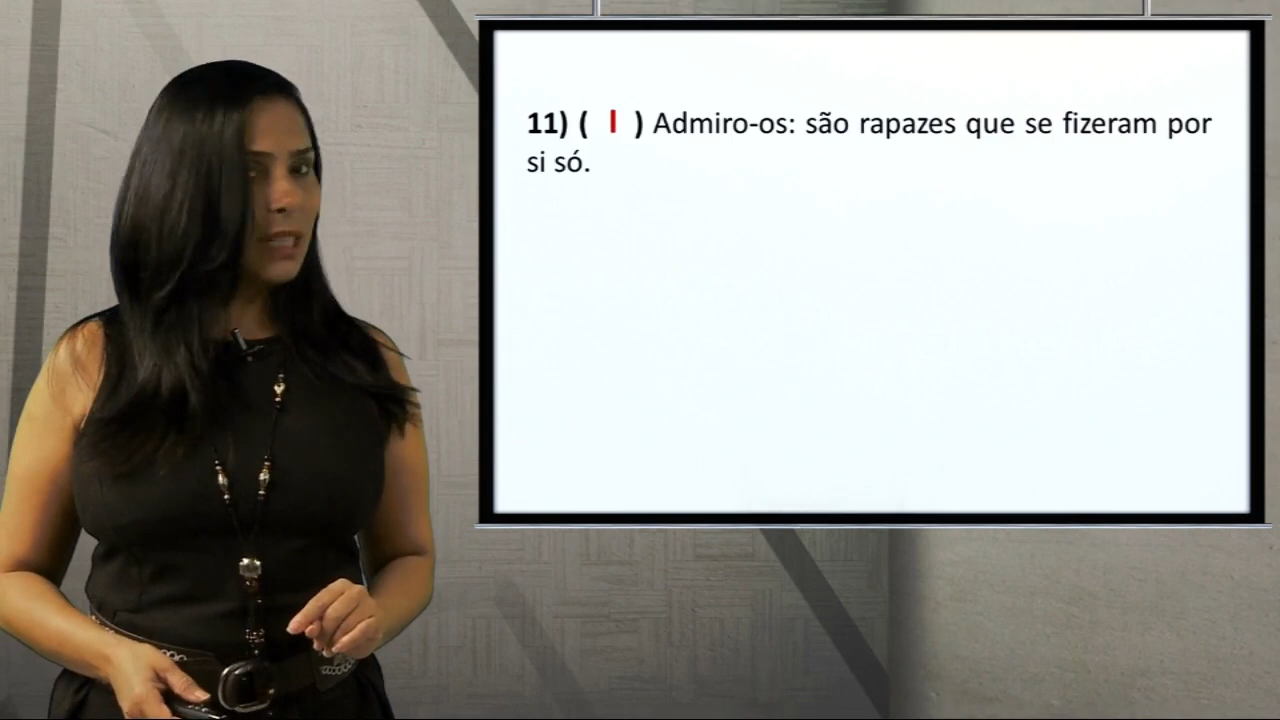 11) ( I ) Admiro-os: são rapazes que se fizeram por
si só.